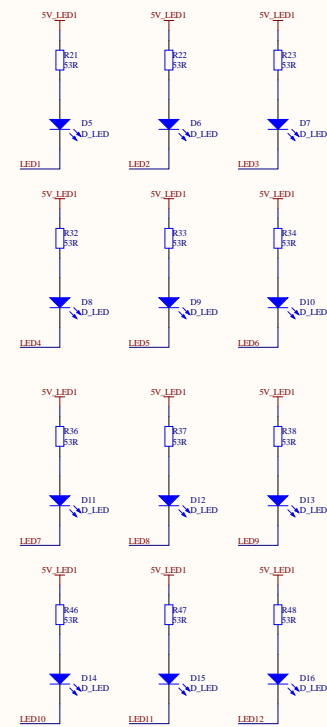 5V_LED1 5V_LED1 5V_LED1
R21 R22 R23
53R 53R 53R
D5 D6 D7
D_LED D_LED D_LED
LED1 LED2 LED3
5V_LED1 5V_LED1 5V_LED1
R32 R33 R34
53R 53R 53R
D8 D9 D10
D_LED D_LED D_LED
LED4 LED5 LED6
5V_LED1 5V_LED1 5V_LED1
R36 R37 R38
53R 53R 53R
D11 D12 D13
D_LED D_LED D_LED
LED7 LED8 LED9
5V_LED1 5V_LED1 5V_LED1
R46 R47 R48
53R 53R 53R
D14 D15 D16
D_LED D_LED D_LED
LED10 LED11 LED12